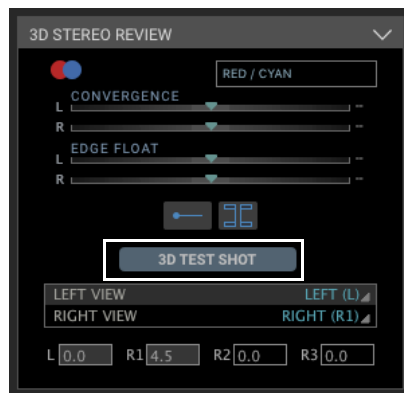 3D STEREO REVIEW
RED / CYAN
CONVERGENCE
L --
R --
EDGE FLOAT
L --
R --
3D TEST SHOT
LEFT VIEW LEFT (L)
RIGHT VIEW RIGHT (R1)
L 0.0 R1 4.5 R2 0.0 R3 0.0